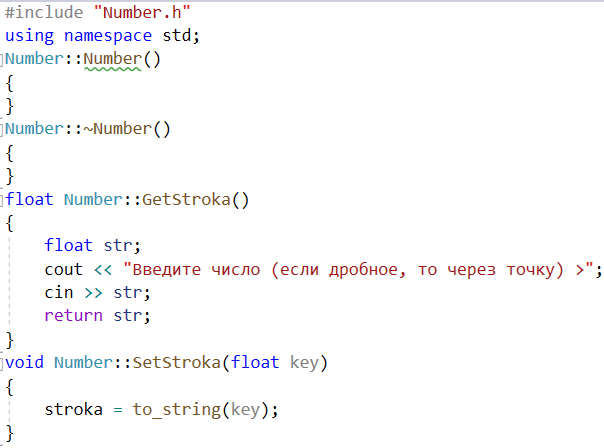 #include "Number.h"
using namespace std;
Number::Number()
{
}
Number::~Number()
{
}
float Number::GetStroka()
{
    float str;
    cout << "Введите число (если дробное, то через точку) >";
    cin >> str;
    return str;
}
void Number::SetStroka(float key)
{
    stroka = to_string(key);
}